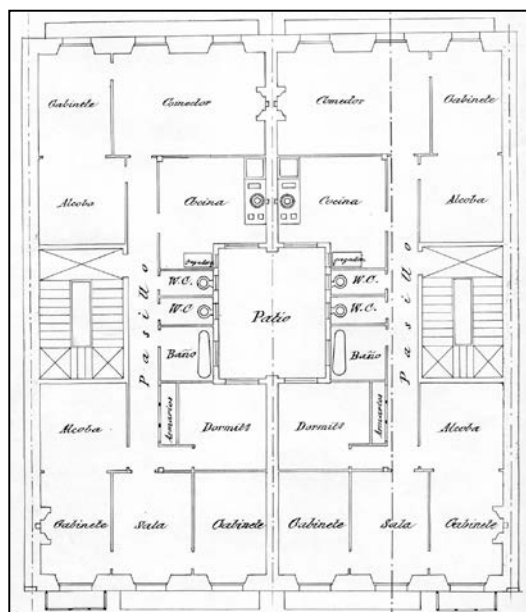 Gabinete Comedor Comedor Gabinete
Alcoba Cocina Cocina Alcoba
Fregadero
W.C. W.C.
W.C. W.C.
Pasillo Patio Pasillo
Baño Baño
Armarios Armarios
Alcoba Dormit? Dormit? Alcoba
Gabinete Sala Gabinete Gabinete Sala Gabinete